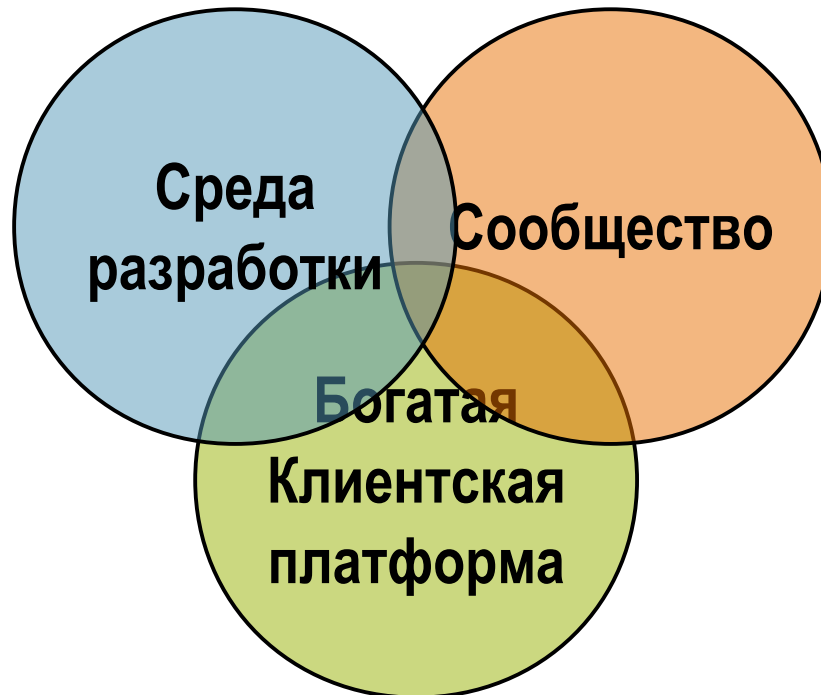 Среда
разработки
Сообщество
Богатая
Клиентская
платформа